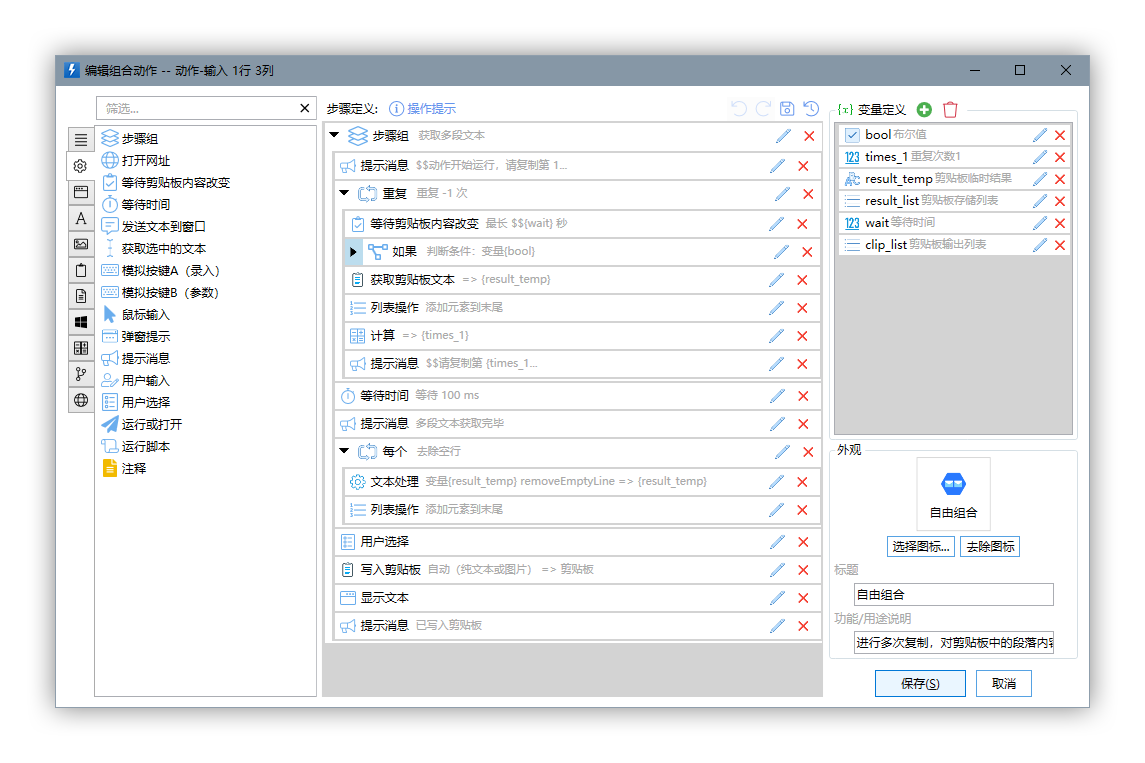 编辑组合动作 -- 动作-输入 1行 3列
筛选...
步骤组
打开网址
等待剪贴板内容改变
等待时间
发送文本到窗口
获取选中的文本
模拟按键A（录入）
模拟按键B（参数）
鼠标输入
弹窗提示
提示消息
用户输入
用户选择
运行或打开
运行脚本
注释
步骤定义: 操作提示
步骤组 获取多段文本
提示消息 $$动作开始运行，请复制第 1...
重复 重复 -1 次
等待剪贴板内容改变 最长 $${wait} 秒
如果 判断条件：变量{bool}
获取剪贴板文本 => {result_temp}
列表操作 添加元素到末尾
计算 => {times_1}
提示消息 $$请复制第 {times_1...
等待时间 等待 100 ms
提示消息 多段文本获取完毕
每个 去除空行
文本处理 变量{result_temp} removeEmptyLine => {result_temp}
列表操作 添加元素到末尾
用户选择
写入剪贴板 自动（纯文本或图片） => 剪贴板
显示文本
提示消息 已写入剪贴板
{x} 变量定义
bool 布尔值
123 times_1 重复次数1
result_temp 剪贴板临时结果
result_list 剪贴板存储列表
123 wait 等待时间
clip_list 剪贴板输出列表
外观
自由组合
选择图标... 去除图标
标题
自由组合
功能/用途说明
进行多次复制，对剪贴板中的段落内容
保存(S) 取消